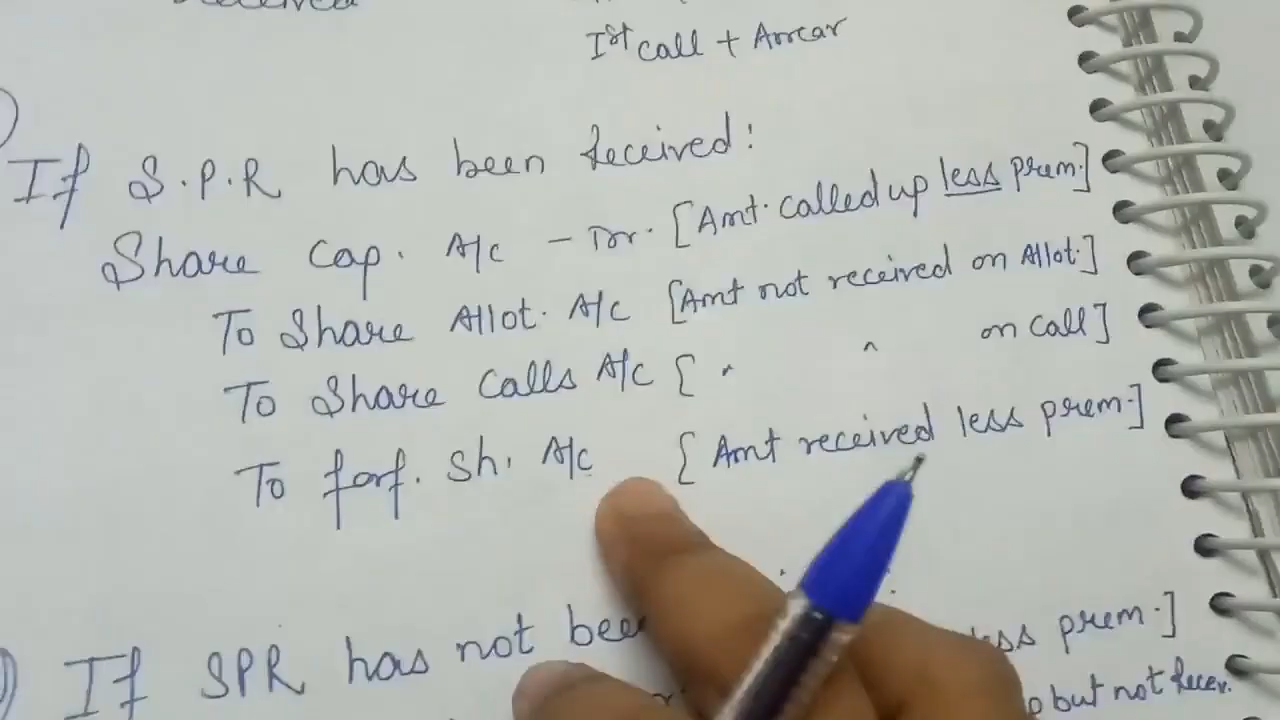 Received
Ist call + Arrear
If S.P.R has been received:
Share Cap. A/c - Dr. [Amt. called up less prem.]
To Share Allot. A/c [Amt not received on Allot.]
To Share Calls A/c [ " " on call]
To forf. Sh. A/c [Amt received less prem.]
If SPR has not less prem.]
but not Recev.